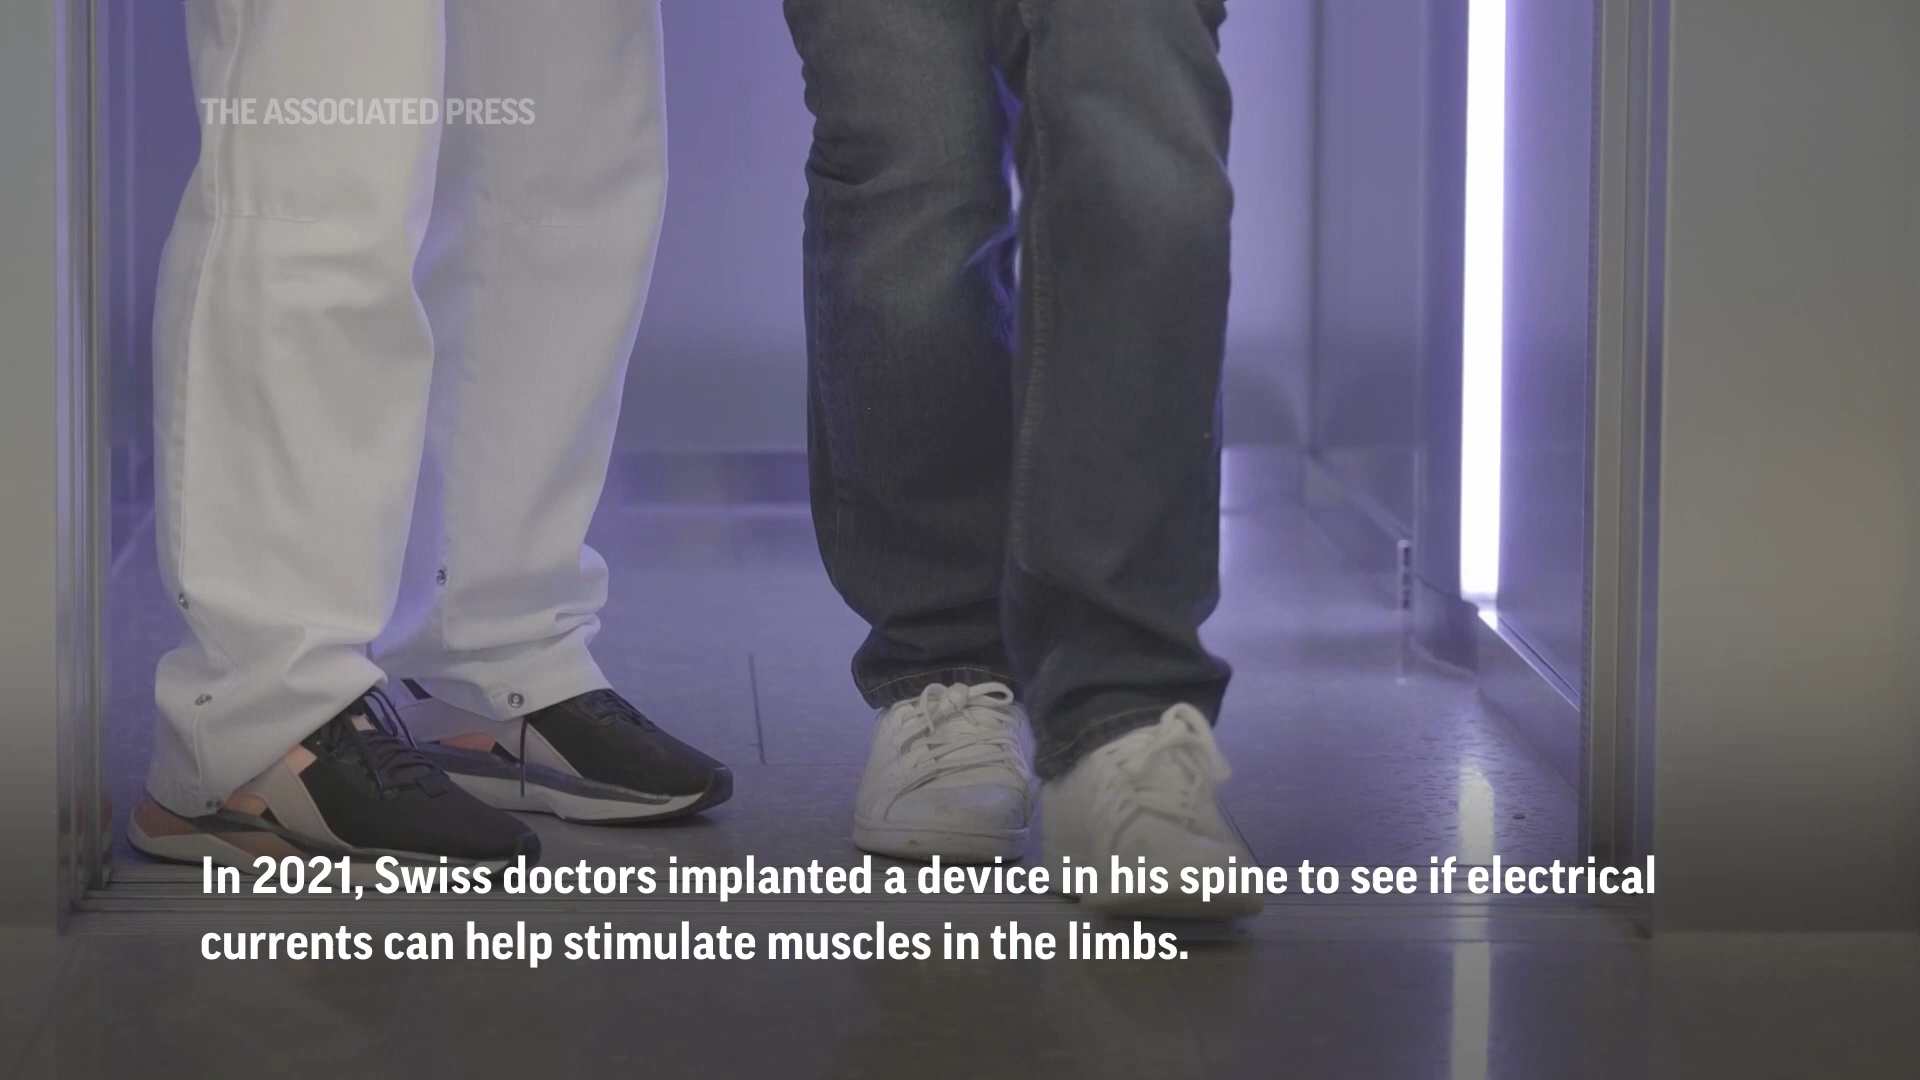 THE ASSOCIATED PRESS
In 2021, Swiss doctors implanted a device in his spine to see if electrical
currents can help stimulate muscles in the limbs.